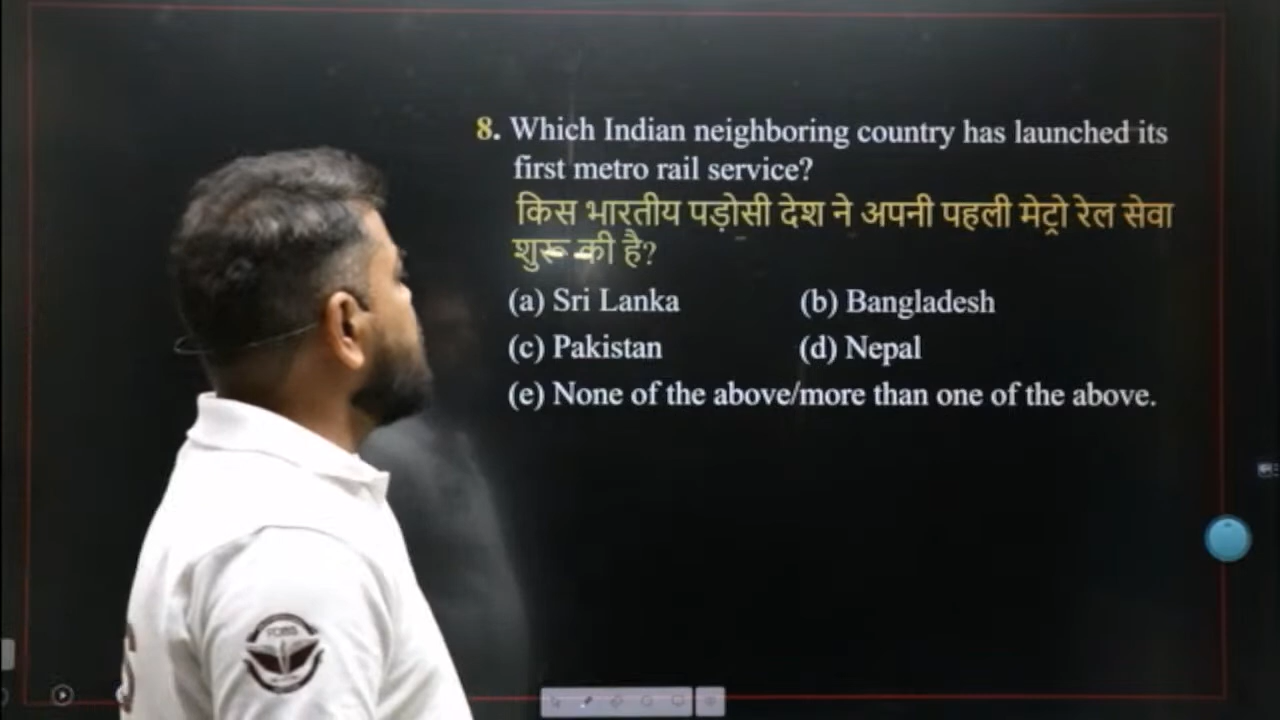 8. Which Indian neighboring country has launched its
first metro rail service?
किस भारतीय पड़ोसी देश ने अपनी पहली मेट्रो रेल सेवा
शुरू की है?
(a) Sri Lanka (b) Bangladesh
(c) Pakistan (d) Nepal
(e) None of the above/more than one of the above.